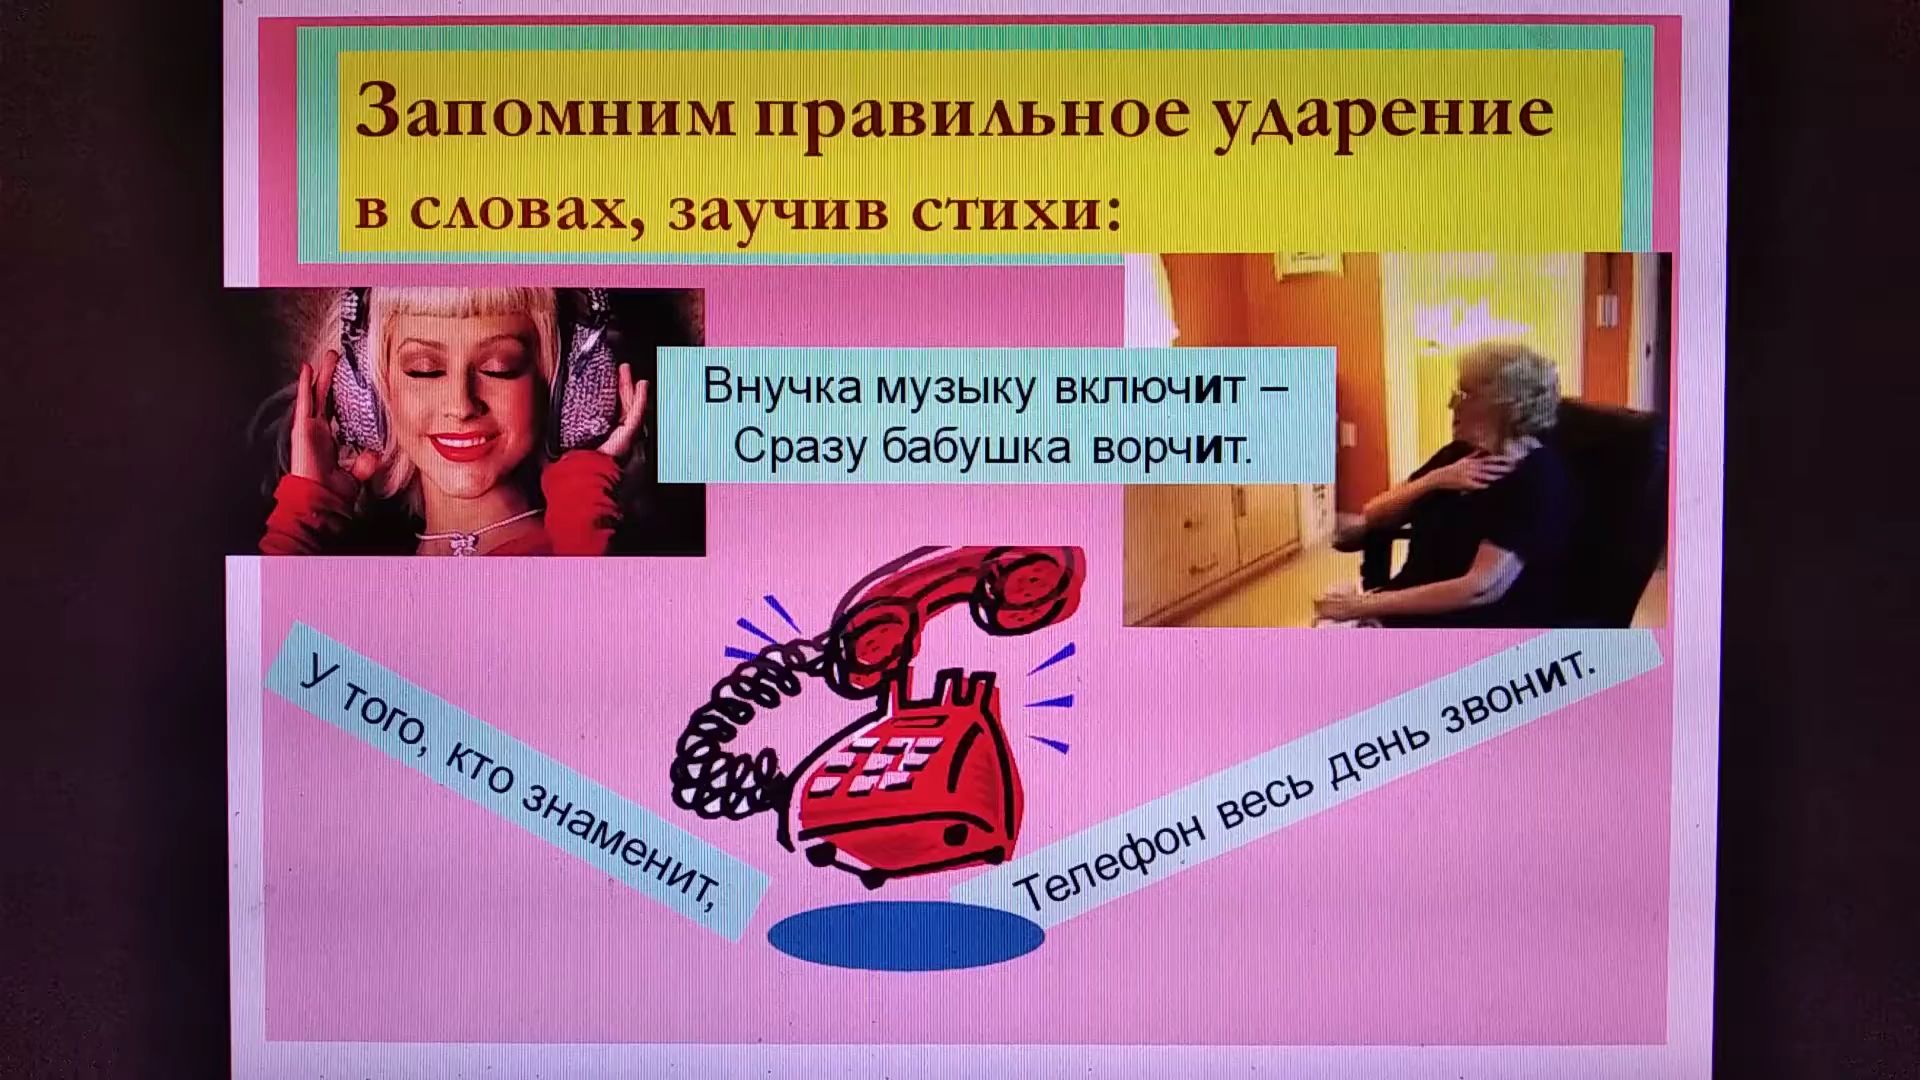 Запомним правильное ударение
в словах, заучив стихи:
Внучка музыку включит –
Сразу бабушка ворчит.
У того, кто знаменит,
Телефон весь день звонит.